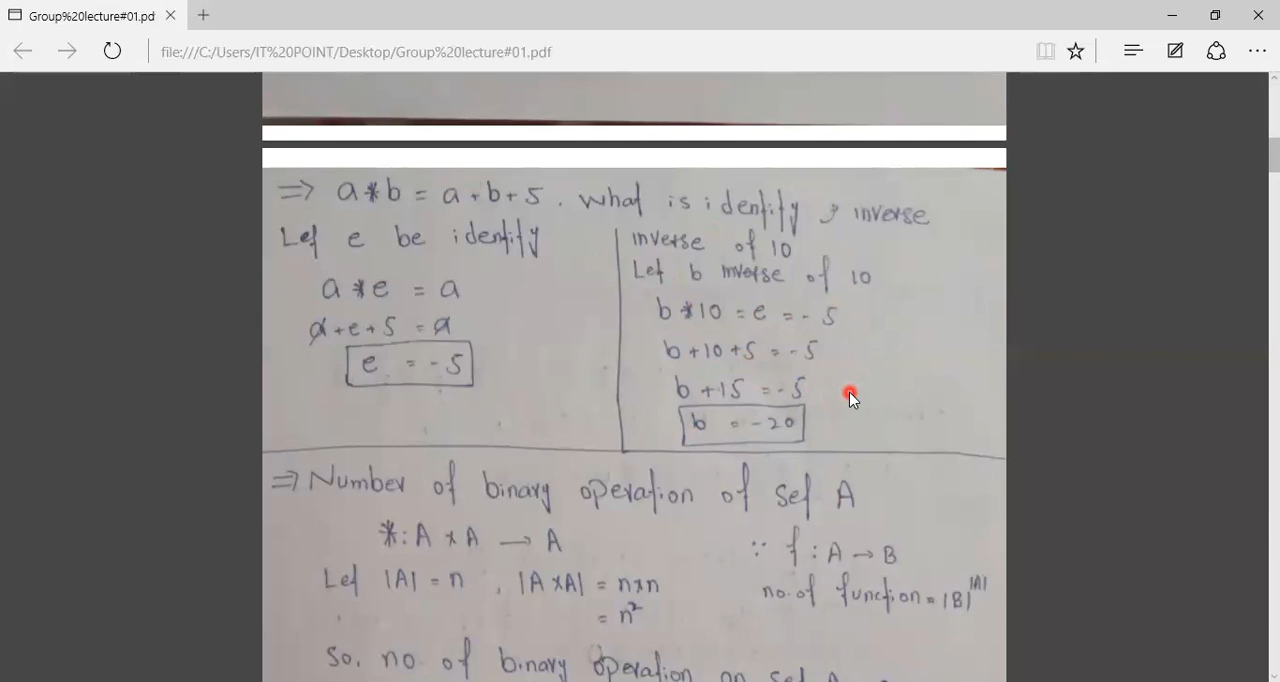 Group%20lecture#01.pd
file:///C:/Users/IT%20POINT/Desktop/Group%20lecture#01.pdf
⇒ a * b = a + b + 5 . what is identity & inverse
Let e be identity
a * e = a
a + e + 5 = a
e = - 5
inverse of 10
Let b inverse of 10
b * 10 = e = - 5
b + 10 + 5 = - 5
b + 15 = - 5
b = - 20
⇒ Number of binary operation of set A
* : A × A → A
∵ f : A → B
Let |A| = n , |A × A| = n × n
= n²
no. of function = |B|^|A|
So, no. of binary operation on set A